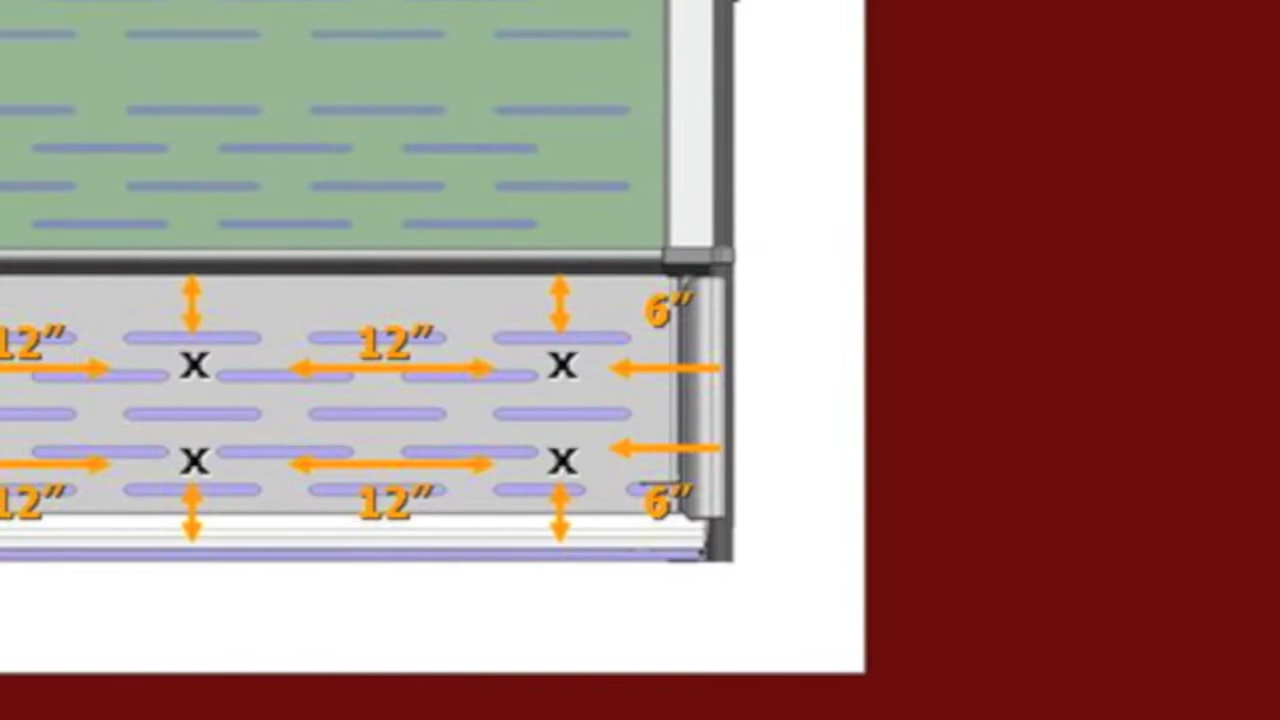 6″
12″ 12″
X X
X X
12″ 12″ 6″